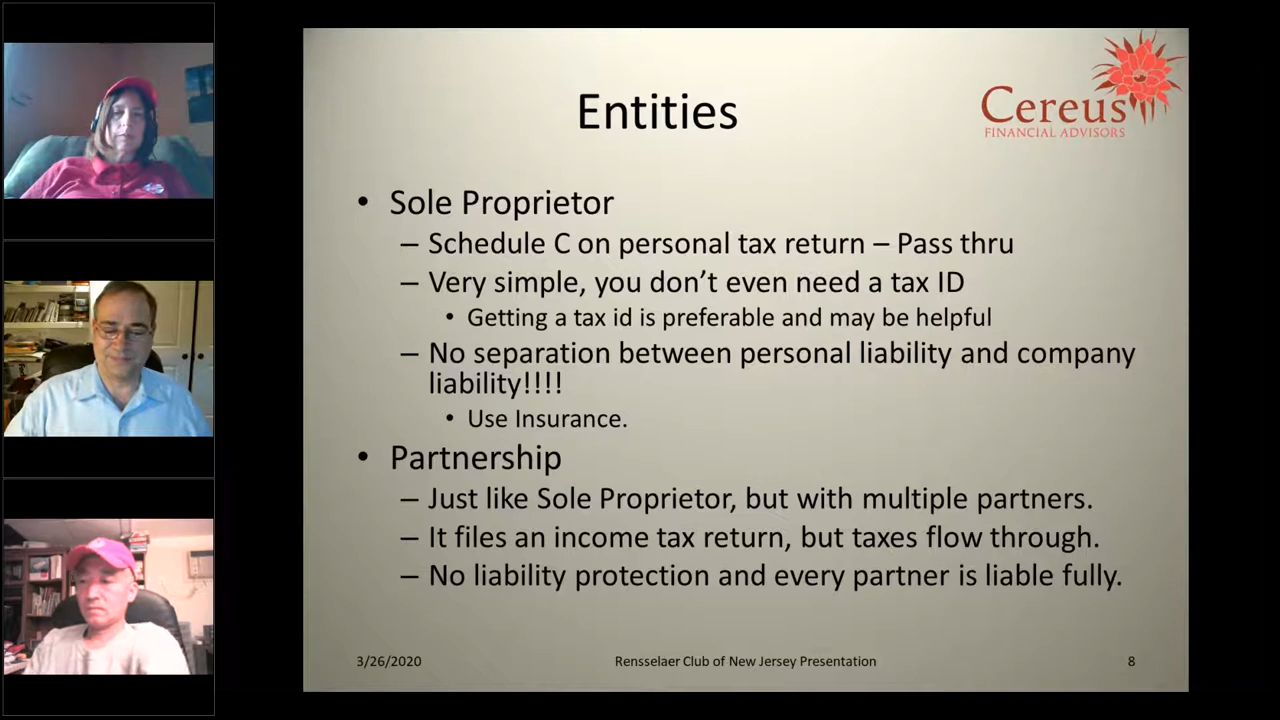 Entities
Cereus
FINANCIAL ADVISORS
• Sole Proprietor
– Schedule C on personal tax return – Pass thru
– Very simple, you don’t even need a tax ID
• Getting a tax id is preferable and may be helpful
– No separation between personal liability and company
liability!!!!
• Use Insurance.
• Partnership
– Just like Sole Proprietor, but with multiple partners.
– It files an income tax return, but taxes flow through.
– No liability protection and every partner is liable fully.
3/26/2020
Rensselaer Club of New Jersey Presentation
8